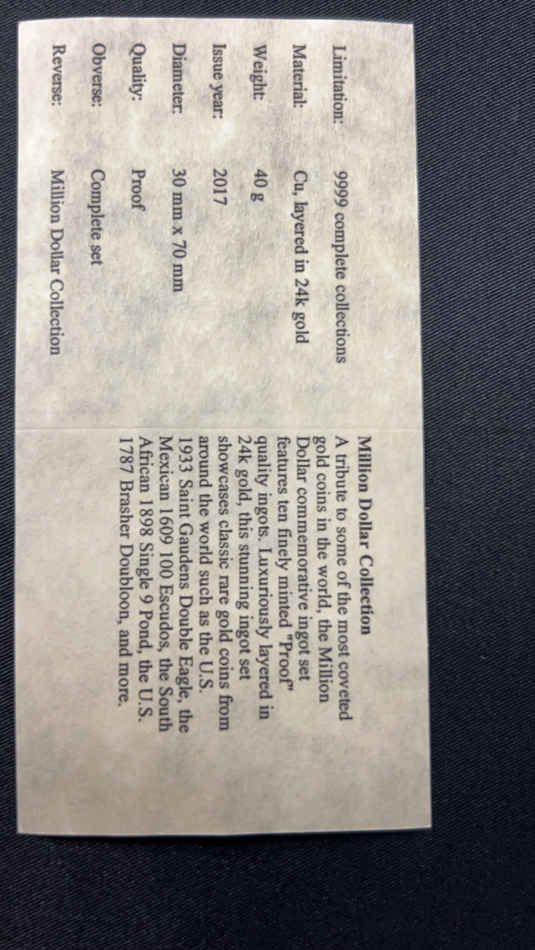 Limitation: 9999 complete collections
Material: Cu, layered in 24k gold
Weight: 40 g
Issue year: 2017
Diameter: 30 mm x 70 mm
Quality: Proof
Obverse: Complete set
Reverse: Million Dollar Collection
Million Dollar Collection
A tribute to some of the most coveted
gold coins in the world, the Million
Dollar commemorative ingot set
features ten finely minted "Proof"
quality ingots. Luxuriously layered in
24k gold, this stunning ingot set
showcases classic rare gold coins from
around the world such as the U.S.
1933 Saint Gaudens Double Eagle, the
Mexican 1609 100 Escudos, the South
African 1898 Single 9 Pond, the U.S.
1787 Brasher Doubloon, and more.